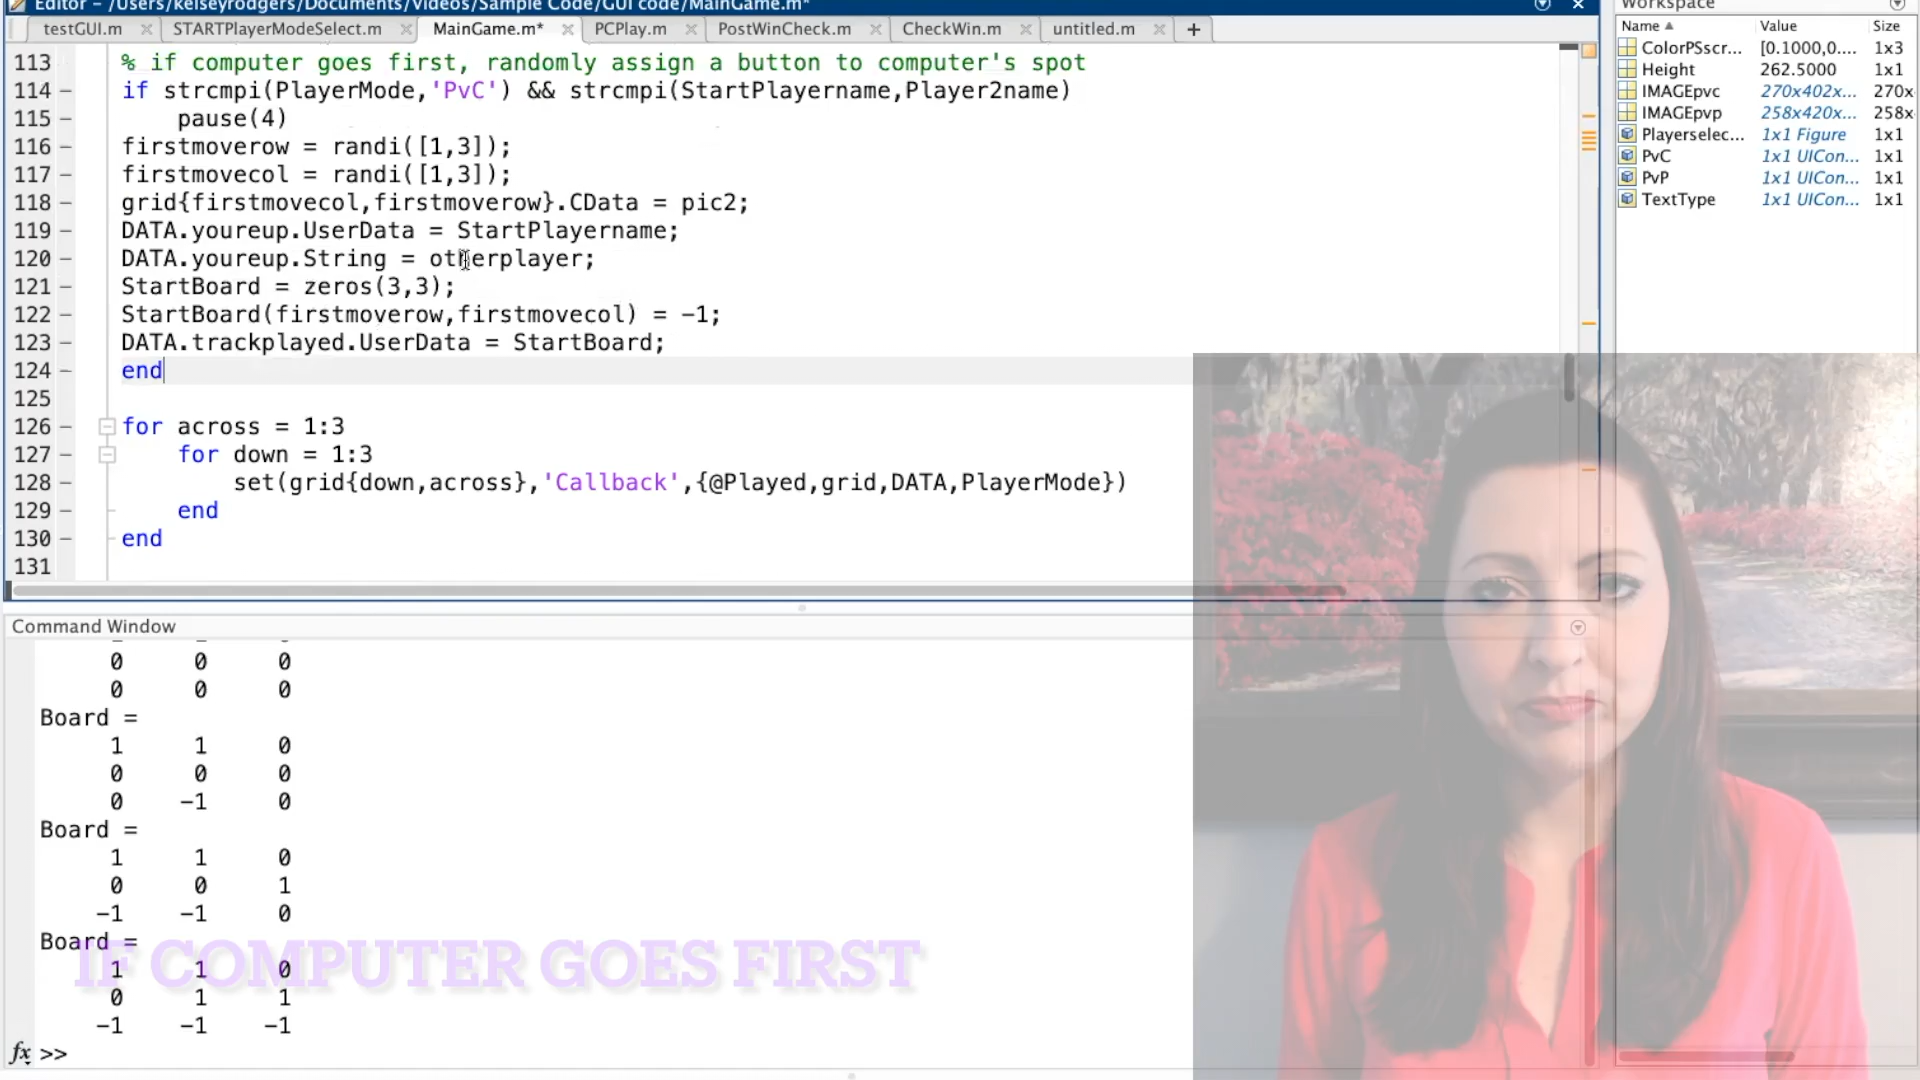 Editor – /Users/kelseyrodgers/Documents/Videos/Sample Code/GUI code/MainGame.m*
testGUI.m STARTPlayerModeSelect.m MainGame.m* PCPlay.m PostWinCheck.m CheckWin.m untitled.m +
113 % if computer goes first, randomly assign a button to computer's spot
114 – if strcmpi(PlayerMode,'PvC') && strcmpi(StartPlayername,Player2name)
115 – pause(4)
116 – firstmoverow = randi([1,3]);
117 – firstmovecol = randi([1,3]);
118 – grid{firstmovecol,firstmoverow}.CData = pic2;
119 – DATA.youreup.UserData = StartPlayername;
120 – DATA.youreup.String = otherplayer;
121 – StartBoard = zeros(3,3);
122 – StartBoard(firstmoverow,firstmovecol) = -1;
123 – DATA.trackplayed.UserData = StartBoard;
124 – end
125
126 – for across = 1:3
127 – for down = 1:3
128 – set(grid{down,across},'Callback',{@Played,grid,DATA,PlayerMode})
129 – end
130 – end
131
Workspace
Name Value Size
ColorPSscr... [0.1000,0.... 1x3
Height 262.5000 1x1
IMAGEpvc 270x402x... 270x
IMAGEpvp 258x420x... 258x
Playerselec... 1x1 Figure 1x1
PvC 1x1 UICon... 1x1
PvP 1x1 UICon... 1x1
TextType 1x1 UICon... 1x1
Command Window
0 0 0
0 0 0
Board =
1 1 0
0 0 0
0 -1 0
Board =
1 1 0
0 0 1
-1 -1 0
Board =
1 1 0
0 1 1
-1 -1 -1
fx >>
IF COMPUTER GOES FIRST